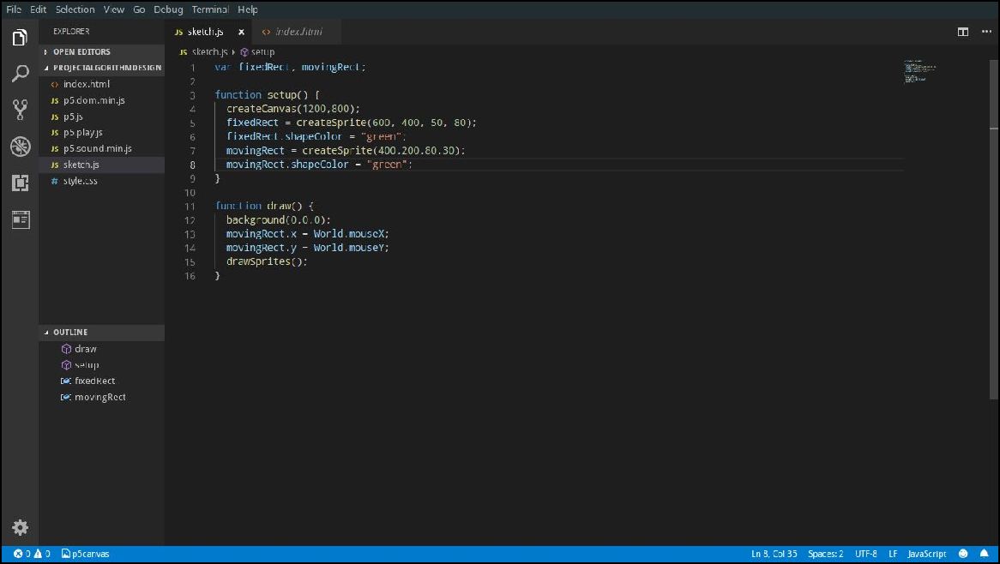 File Edit Selection View Go Debug Terminal Help
EXPLORER
OPEN EDITORS
PROJECTALGORITHMDESIGN
index.html
p5.dom.min.js
p5.js
p5.play.js
p5.sound.min.js
sketch.js
style.css
OUTLINE
draw
setup
fixedRect
movingRect
JS sketch.js × <> index.html
JS sketch.js setup
1 var fixedRect, movingRect;
2
3 function setup() {
4 createCanvas(1200,800);
5 fixedRect = createSprite(600, 400, 50, 80);
6 fixedRect.shapeColor = "green";
7 movingRect = createSprite(400,200,80,30);
8 movingRect.shapeColor = "green";
9 }
10
11 function draw() {
12 background(0,0,0);
13 movingRect.x = World.mouseX;
14 movingRect.y = World.mouseY;
15 drawSprites();
16 }
0 0 p5canvas Ln 8, Col 35 Spaces: 2 UTF-8 LF JavaScript